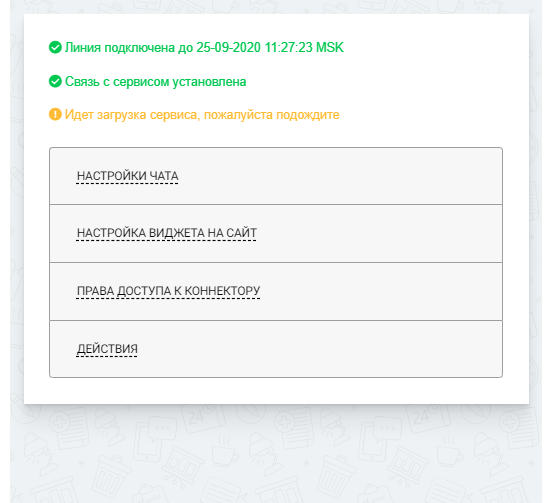 Линия подключена до 25-09-2020 11:27:23 MSK
Связь с сервисом установлена
Идет загрузка сервиса, пожалуйста подождите
НАСТРОЙКИ ЧАТА
НАСТРОЙКА ВИДЖЕТА НА САЙТ
ПРАВА ДОСТУПА К КОННЕКТОРУ
ДЕЙСТВИЯ